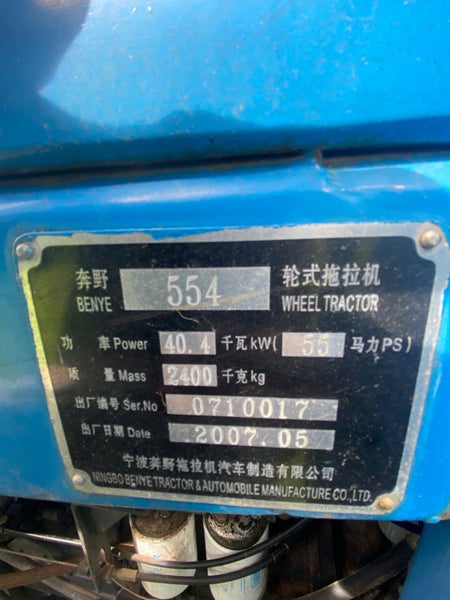 奔野 BENYE 554 轮式拖拉机 WHEEL TRACTOR
功 率 Power 40.4 千瓦 kW ( 55 马力 PS )
质 量 Mass 2400 千克 kg
出厂编号 Ser.No 0710017
出厂日期 Date 2007.05
宁波奔野拖拉机汽车制造有限公司
NINGBO BENYE TRACTOR & AUTOMOBILE MANUFACTURE CO.,LTD.